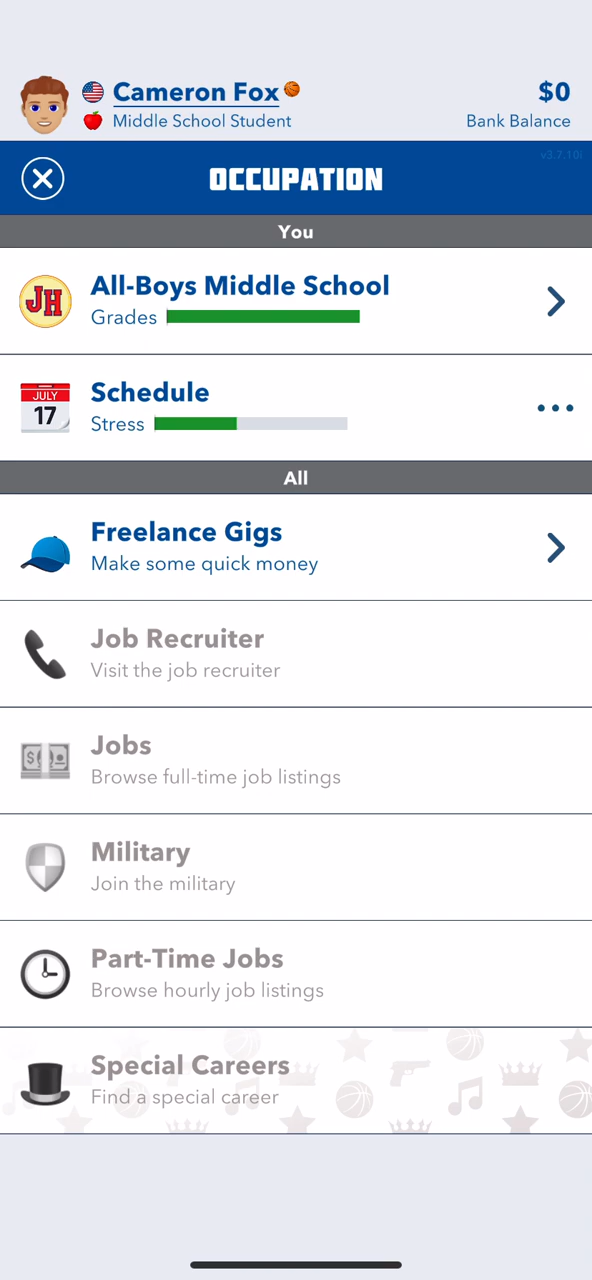 Cameron Fox
$0
Middle School Student
Bank Balance
v3.7.10i
OCCUPATION
You
JH
All-Boys Middle School
Grades
JULY
17
Schedule
Stress
All
Freelance Gigs
Make some quick money
Job Recruiter
Visit the job recruiter
Jobs
Browse full-time job listings
Military
Join the military
Part-Time Jobs
Browse hourly job listings
Special Careers
Find a special career